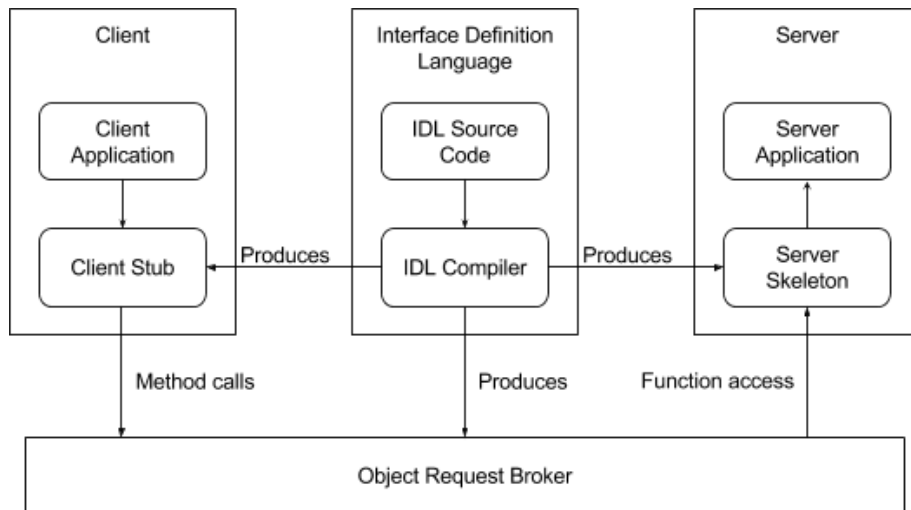 Client
Interface Definition
Language
Server
Client
Application
IDL Source
Code
Server
Application
Client Stub
Produces
IDL Compiler
Produces
Server
Skeleton
Method calls
Produces
Function access
Object Request Broker